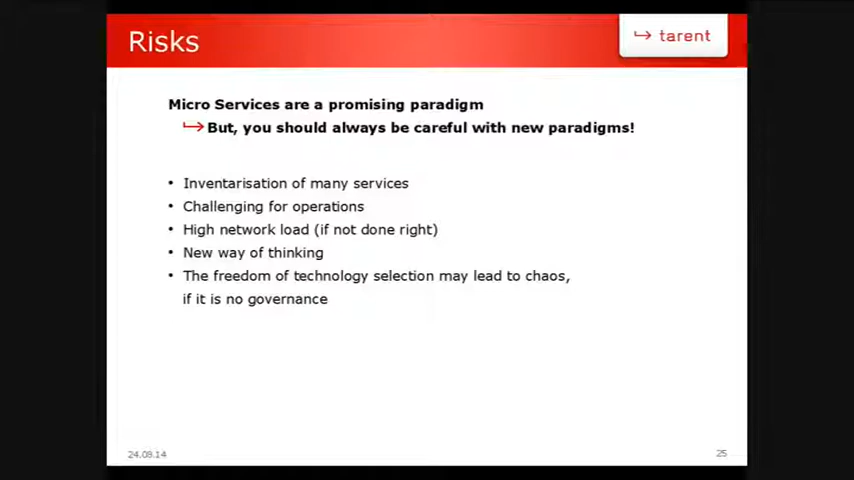 Risks
↳ tarent
Micro Services are a promising paradigm
↳ But, you should always be careful with new paradigms!
• Inventarisation of many services
• Challenging for operations
• High network load (if not done right)
• New way of thinking
• The freedom of technology selection may lead to chaos,
if it is no governance
24.08.14
25